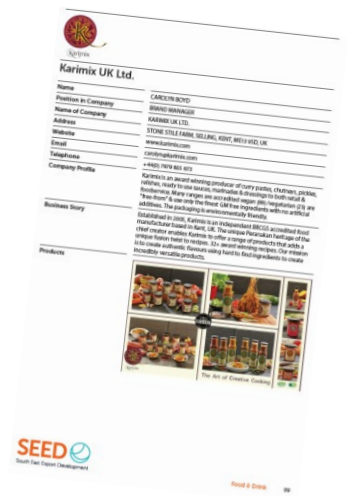 Karimix
Karimix UK Ltd.
Name
CAROLYN BOYD
Position in Company
BRAND MANAGER
Name of Company
KARIMIX UK LTD.
Address
STONE STILE FARM, SELLING, KENT, ME13 9SD, UK
Website
www.karimix.com
Email
carolyn@karimix.com
Telephone
Company Profile
Karimix is an award winning producer of curry pastes, chutneys, pickles,
relishes, ready to use sauces, marinades & dressings to both retail &
foodservice. Many ranges are accredited vegan (W)/vegetarian (23) are
"free-from" & use only the finest GM free ingredients with no artificial
additives. The packaging is environmentally friendly.
Business Story
Established in 2001, Karimix is an independent BRCGS accredited food
manufacturer based in Kent, UK. The unique Peranakan heritage of the
chief creator enables Karimix to offer a range of products that adds a
unique fusion twist to recipes. 32+ award winning recipes. Our mission
is to create authentic flavours using hard to find ingredients to create
incredibly versatile products.
Products
The Art of Creative Cooking
SEED
South East Export Development
Food & Drink